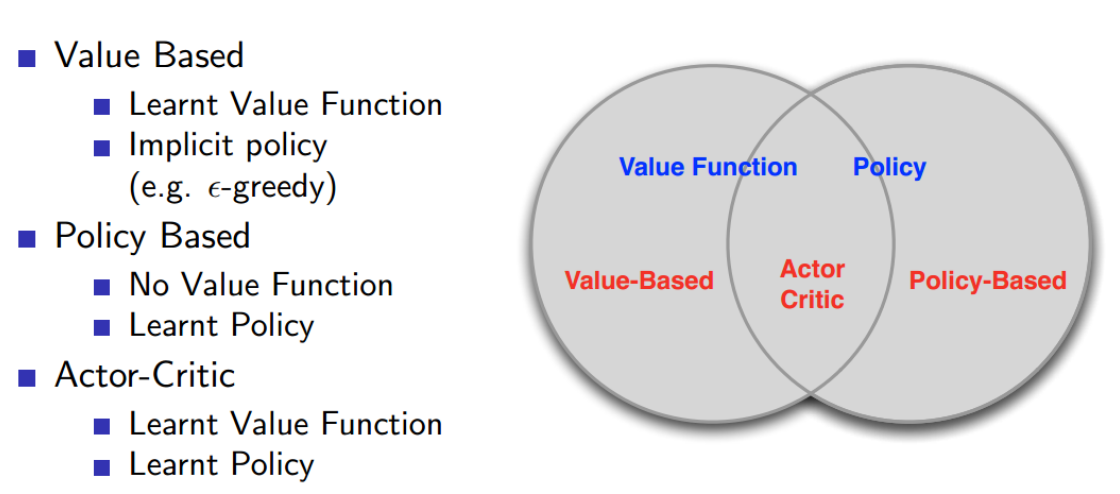 Value Based
Learnt Value Function
Implicit policy
(e.g. ϵ-greedy)
Policy Based
No Value Function
Learnt Policy
Actor-Critic
Learnt Value Function
Learnt Policy
Value Function
Policy
Value-Based
Actor
Critic
Policy-Based